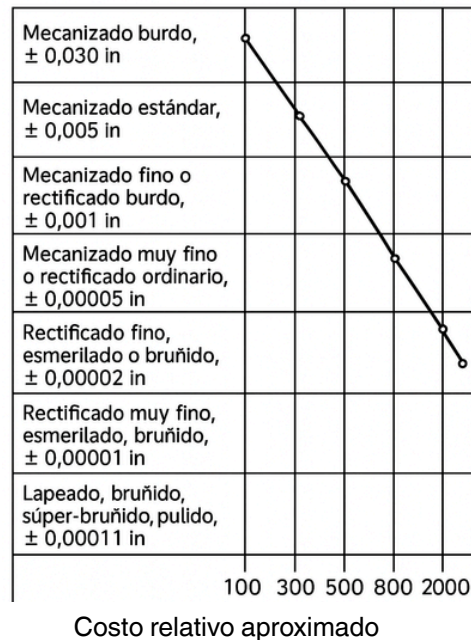 Mecanizado burdo,
± 0,030 in
Mecanizado estándar,
± 0,005 in
Mecanizado fino o
rectificado burdo,
± 0,001 in
Mecanizado muy fino
o rectificado ordinario,
± 0,00005 in
Rectificado fino,
esmerilado o bruñido,
± 0,00002 in
Rectificado muy fino,
esmerilado, bruñido,
± 0,00001 in
Lapeado, bruñido,
súper-bruñido, pulido,
± 0,00011 in
100 300 500 800 2000
Costo relativo aproximado